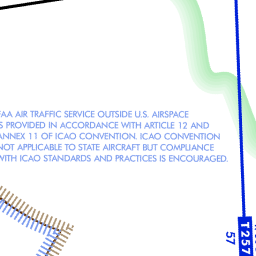 FAA AIR TRAFFIC SERVICE OUTSIDE U.S. AIRSPACE
IS PROVIDED IN ACCORDANCE WITH ARTICLE 12 AND
ANNEX 11 OF ICAO CONVENTION. ICAO CONVENTION
NOT APPLICABLE TO STATE AIRCRAFT BUT COMPLIANCE
WITH ICAO STANDARDS AND PRACTICES IS ENCOURAGED.
T257
57